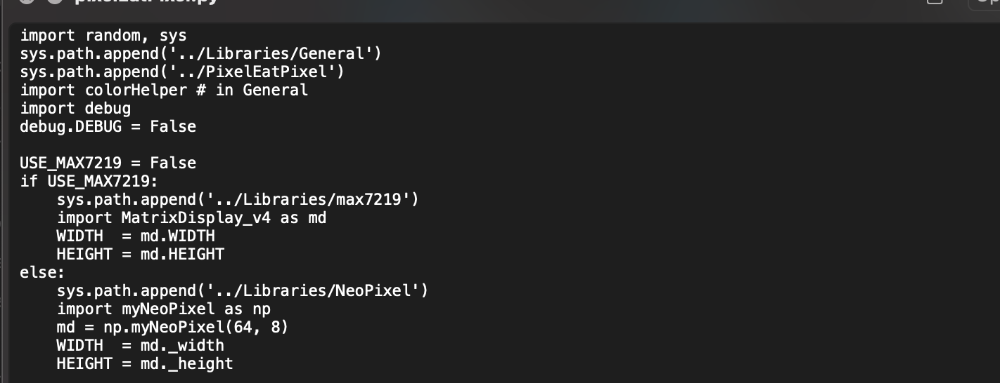 import random, sys
sys.path.append('../Libraries/General')
sys.path.append('../PixelEatPixel')
import colorHelper # in General
import debug
debug.DEBUG = False

USE_MAX7219 = False
if USE_MAX7219:
    sys.path.append('../Libraries/max7219')
    import MatrixDisplay_v4 as md
    WIDTH  = md.WIDTH
    HEIGHT = md.HEIGHT
else:
    sys.path.append('../Libraries/NeoPixel')
    import myNeoPixel as np
    md = np.myNeoPixel(64, 8)
    WIDTH  = md._width
    HEIGHT = md._height